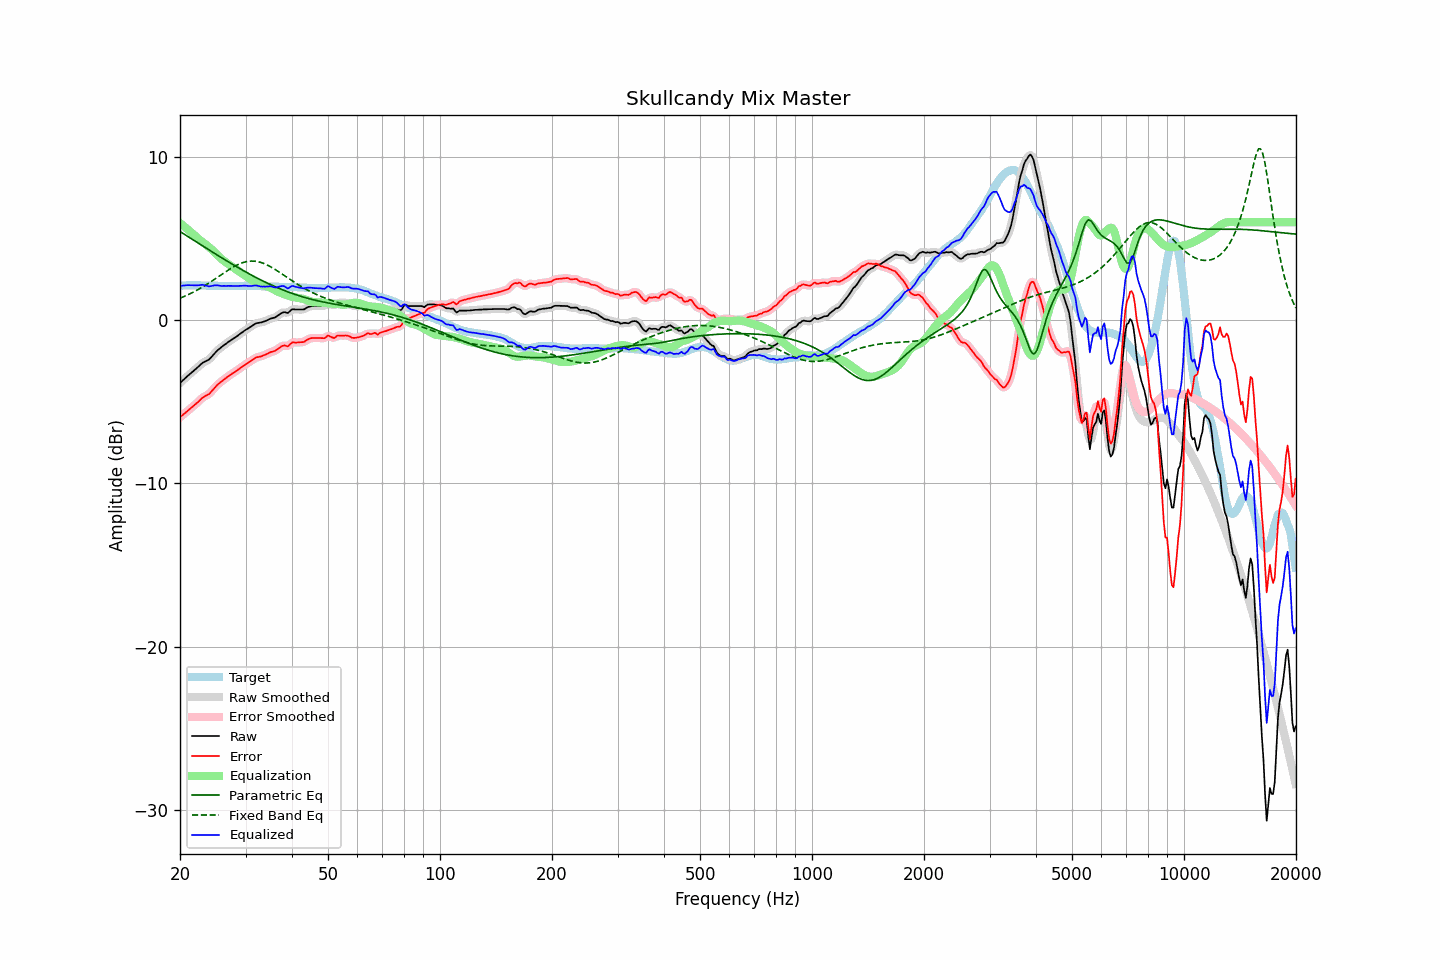 Skullcandy Mix Master
Amplitude (dBr)
10
0
−10
−20
−30
Target
Raw Smoothed
Error Smoothed
Raw
Error
Equalization
Parametric Eq
Fixed Band Eq
Equalized
20 50 100 200 500 1000 2000 5000 10000 20000
Frequency (Hz)